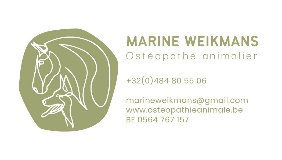 MARINE WEIKMANS
Ostéopathe animalier
+32(0)484 80 55 06
marineweikmans@gmail.com
www.osteopathieanimale.be
BE 0564 767 157